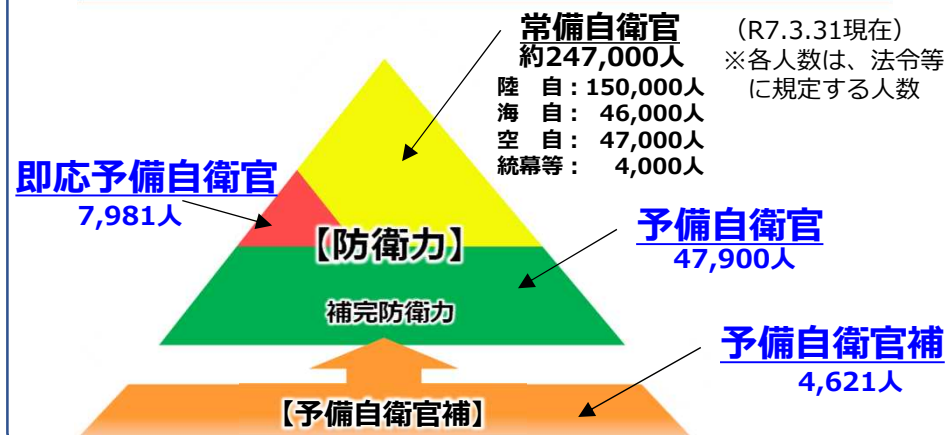 常備自衛官
約247,000人
陸　自：150,000人
海　自： 46,000人
空　自： 47,000人
統幕等： 4,000人
（R7.3.31現在）
※各人数は、法令等
に規定する人数
即応予備自衛官
7,981人
【防衛力】
予備自衛官
47,900人
補完防衛力
予備自衛官補
4,621人
【予備自衛官補】